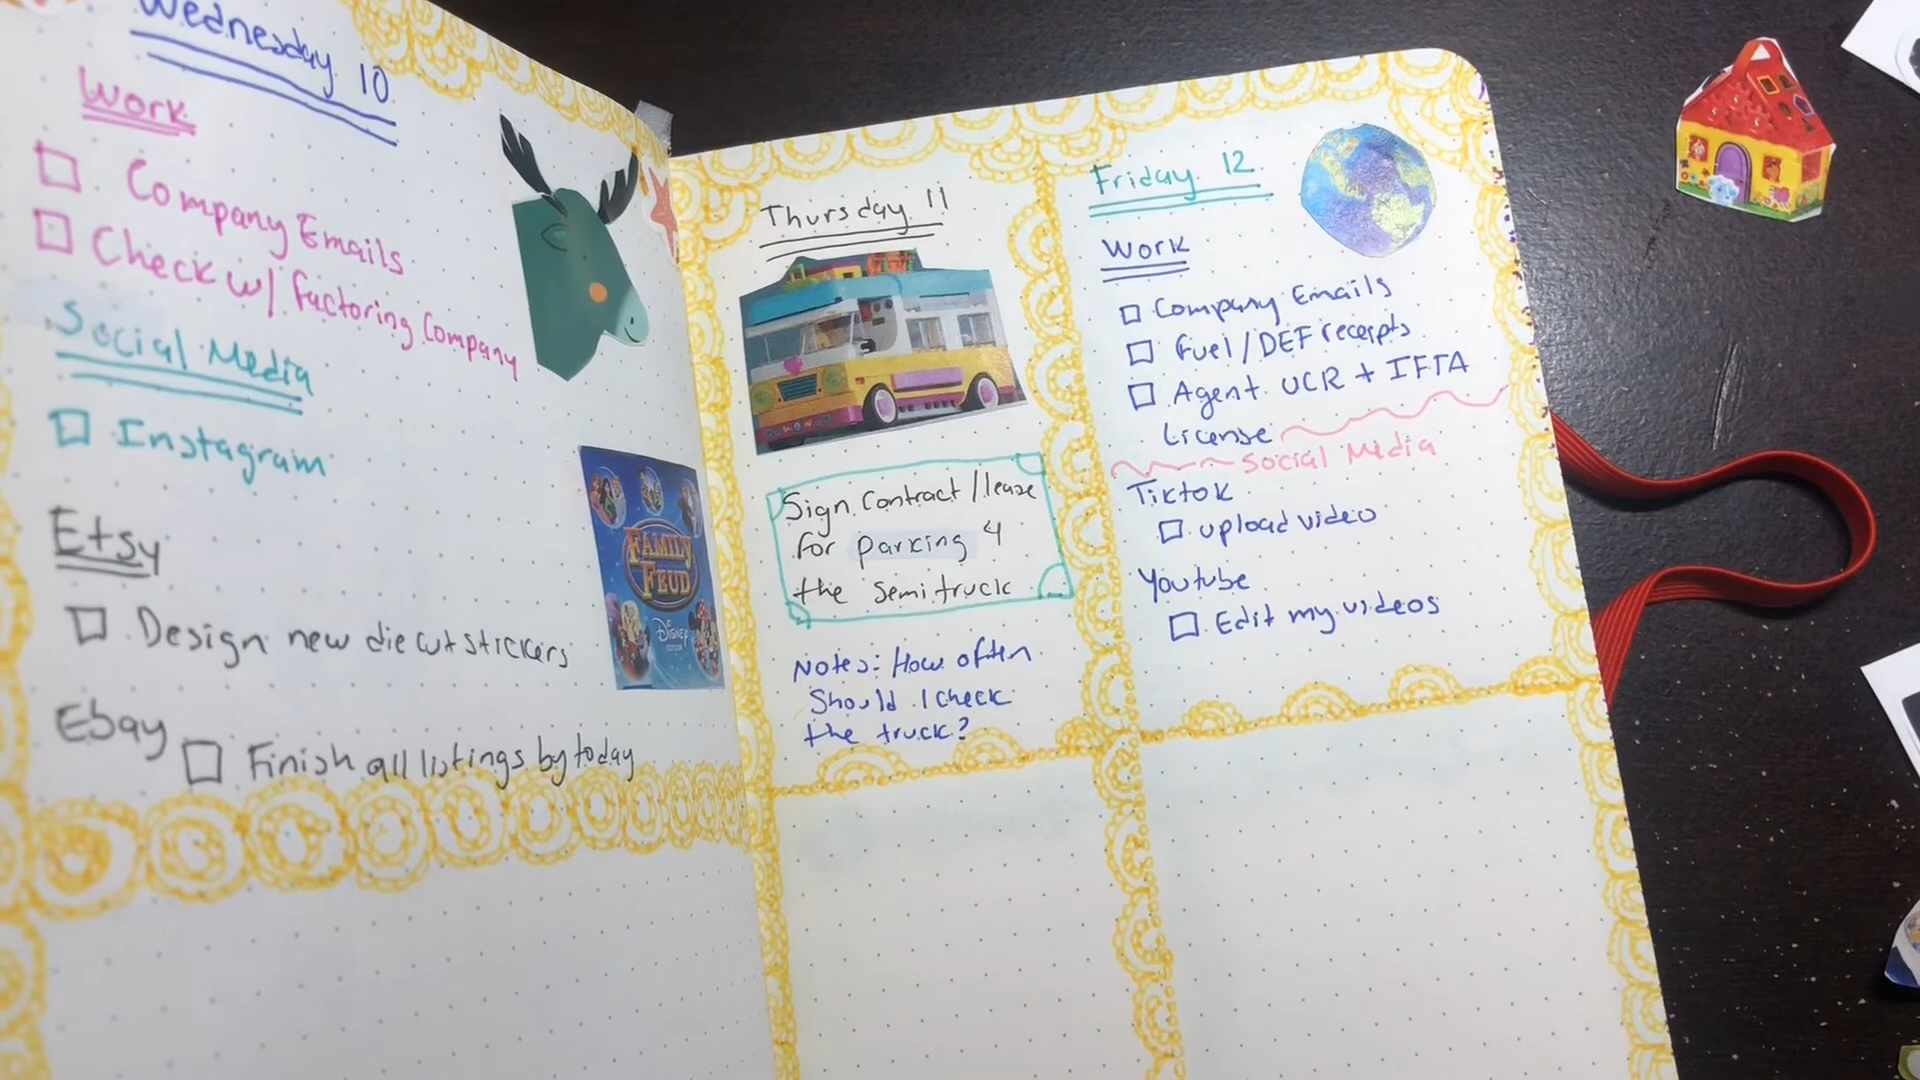 Wednesday 10
Work
Company Emails
Check w/ factoring Company
Social Media
Instagram
Etsy
Design new die cut stickers
Ebay
Finish all listings by today
FAMILY
FEUD
DISNEY
EDITION
Thursday 11
Sign Contract / lease
for parking 4
the semi truck
Notes: How often
Should I check
the truck?
Friday 12
Work
Company Emails
Fuel / DEF receipts
Agent UCR + IFTA
License
Social Media
Tiktok
upload video
Youtube
Edit my videos